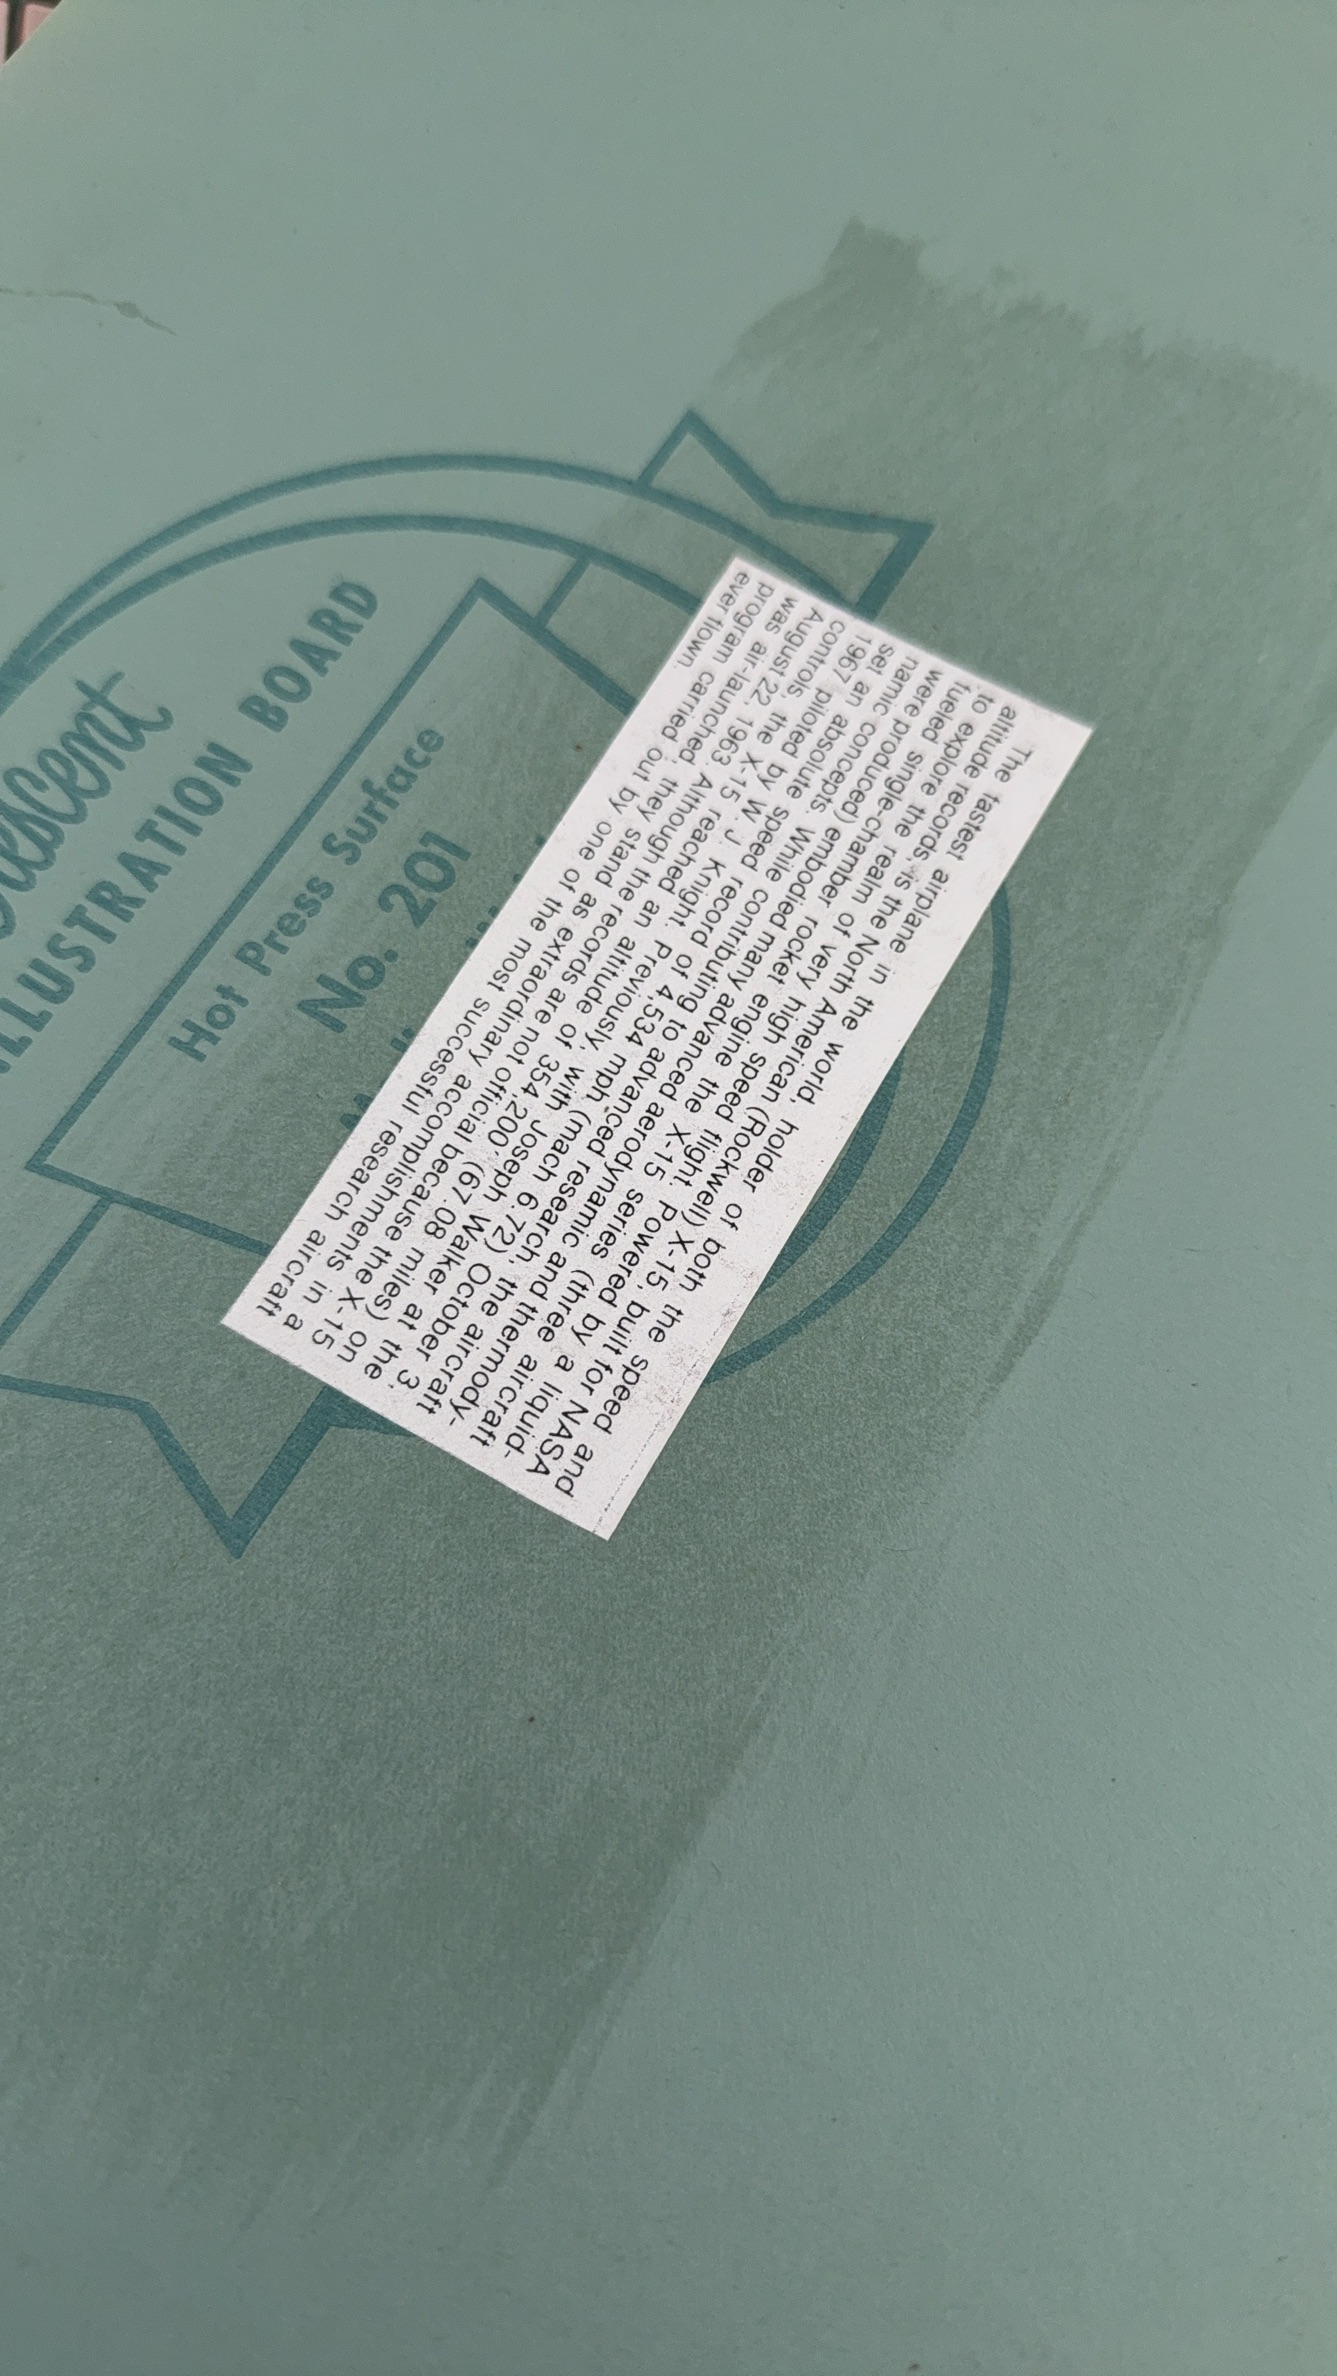 The fastest airplane in the world, holder of both the speed and
altitude records, is the North American (Rockwell) X-15, built for NASA
to explore the realm of very high speed flight. Powered by a liquid-
fueled single-chamber rocket engine the X-15 series (three aircraft
were produced) embodied many advanced aerodynamic and thermody-
namic concepts. While contributing to advanced research, the aircraft
set an absolute speed record of 4,534 mph (mach 6.72) October 3,
1967 piloted by W. J. Knight. Previously, with Joseph Walker at the
controls, the X-15 reached an altitude of 354,200' (67.08 miles) on
August 22, 1963. Although the records are not official because the X-15
was air-launched, they stand as extraordinary accomplishments in a
program carried out by one of the most successful research aircraft
ever flown.
ILLUSTRATION BOARD
Hot Press Surface
No. 201